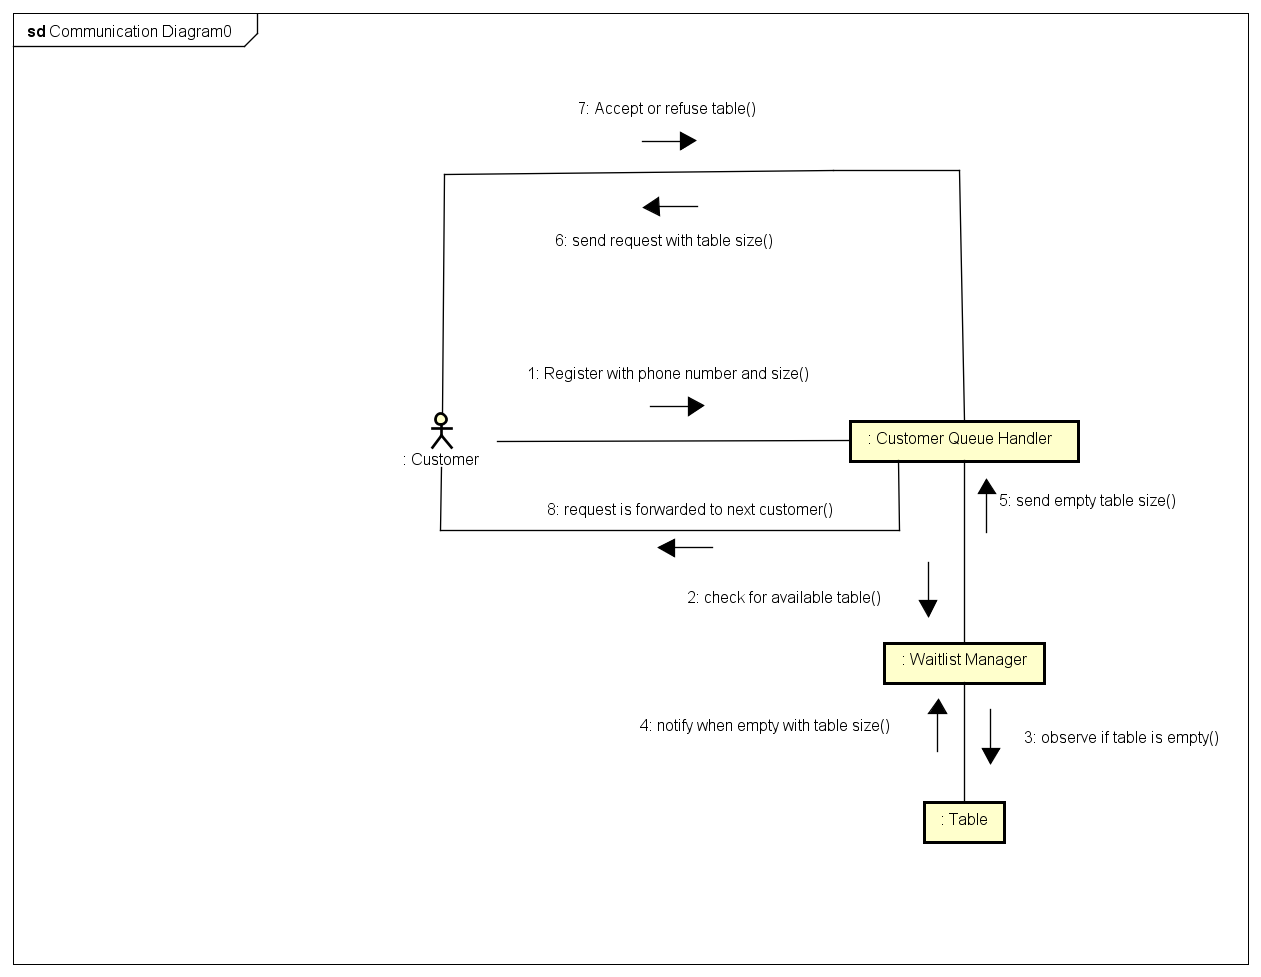 sd Communication Diagram0
7: Accept or refuse table()
6: send request with table size()
1: Register with phone number and size()
: Customer Queue Handler
: Customer
5: send empty table size()
8: request is forwarded to next customer()
2: check for available table()
: Waitlist Manager
4: notify when empty with table size()
3: observe if table is empty()
: Table